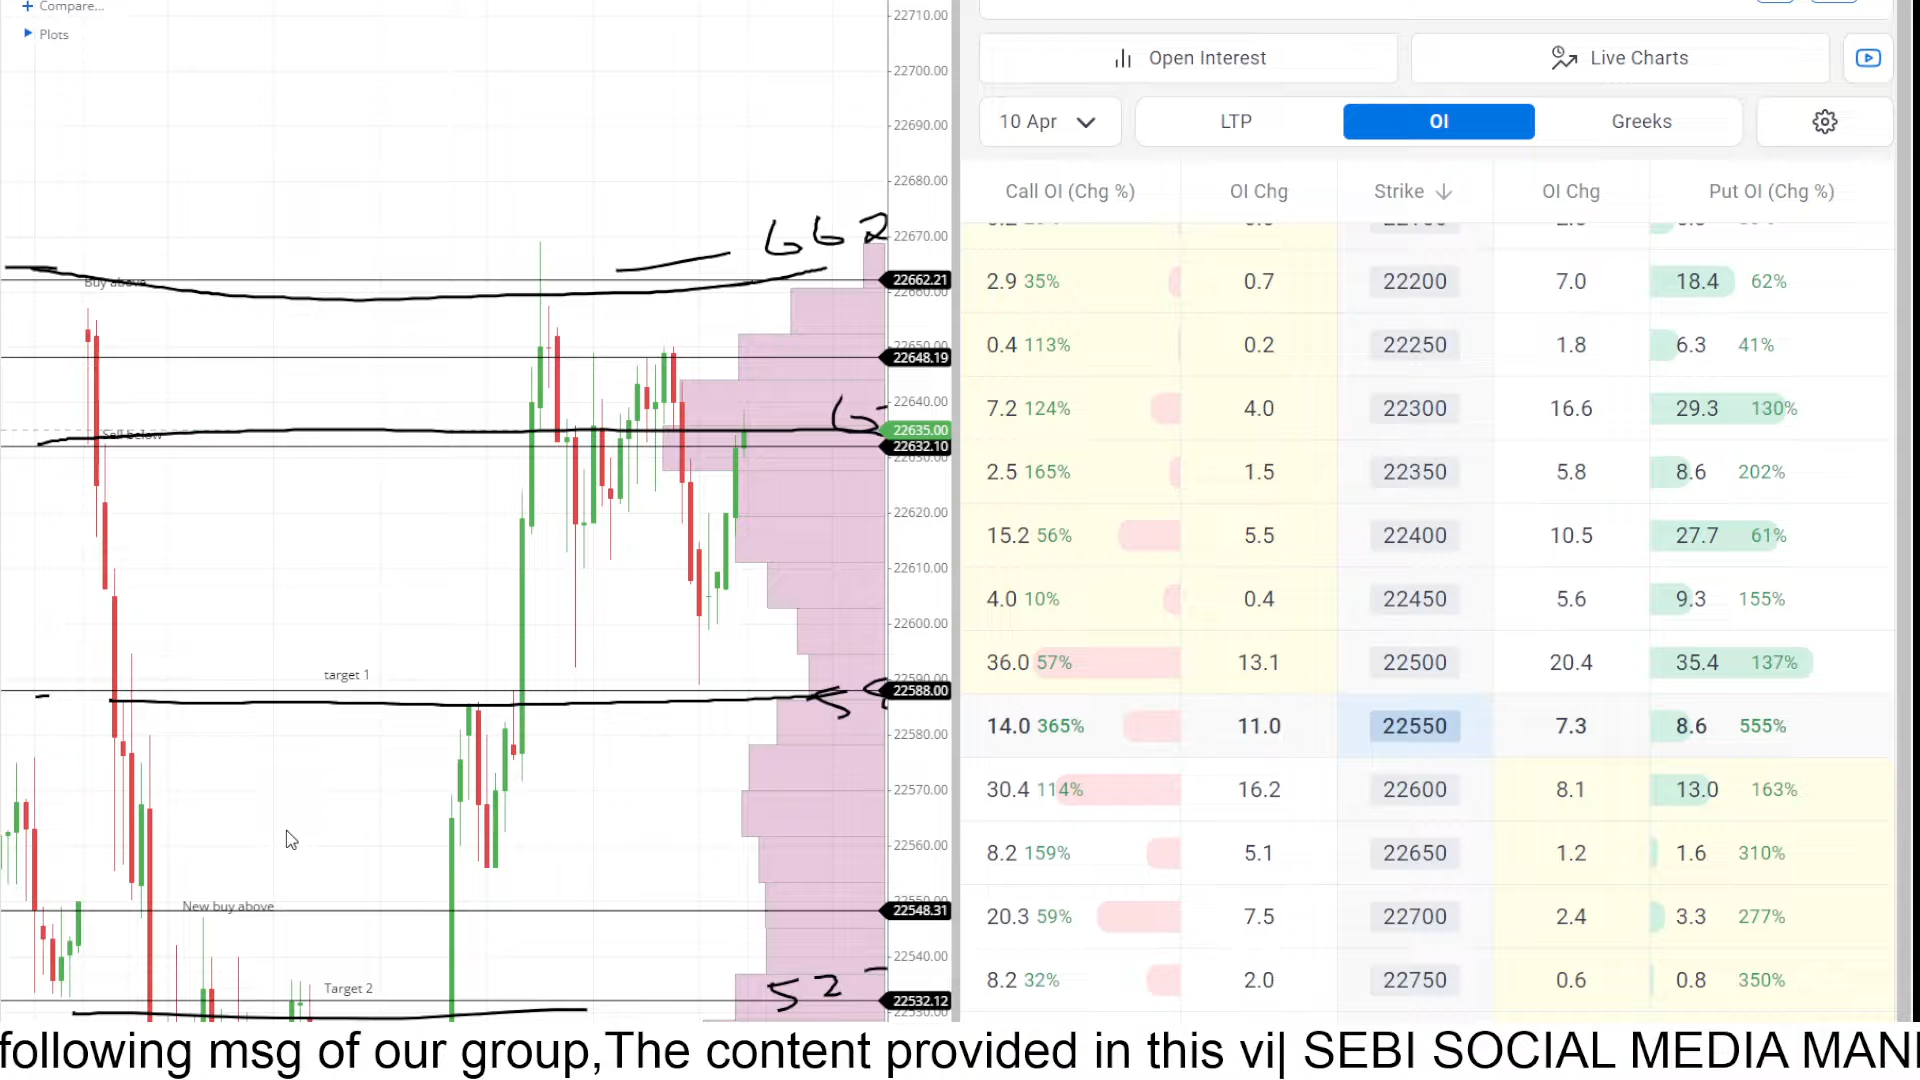 Compare...
Plots
22710.00
22700.00
22690.00
22680.00
662
22670.00
Buy above
22662.21
22660.00
22648.19
22640.00
Sell below
22635.00
22632.10
22620.00
22610.00
22600.00
target 1
22588.00
22580.00
22570.00
22560.00
New buy above
22548.31
22540.00
Target 2
52
22532.12
22530.00
Open Interest
Live Charts
10 Apr
LTP
OI
Greeks
Call OI (Chg %) OI Chg Strike OI Chg Put OI (Chg %)
2.9 35% 0.7 22200 7.0 18.4 62%
0.4 113% 0.2 22250 1.8 6.3 41%
7.2 124% 4.0 22300 16.6 29.3 130%
2.5 165% 1.5 22350 5.8 8.6 202%
15.2 56% 5.5 22400 10.5 27.7 61%
4.0 10% 0.4 22450 5.6 9.3 155%
36.0 57% 13.1 22500 20.4 35.4 137%
14.0 365% 11.0 22550 7.3 8.6 555%
30.4 114% 16.2 22600 8.1 13.0 163%
8.2 159% 5.1 22650 1.2 1.6 310%
20.3 59% 7.5 22700 2.4 3.3 277%
8.2 32% 2.0 22750 0.6 0.8 350%
following msg of our group,The content provided in this vi| SEBI SOCIAL MEDIA